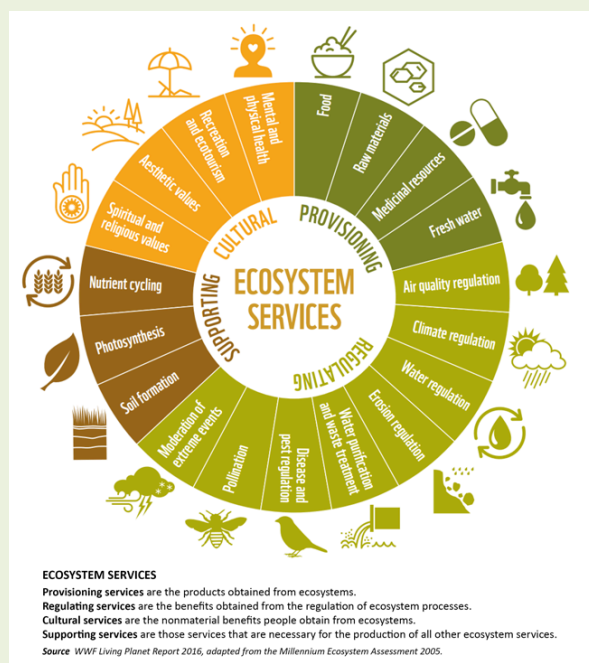 Food
Raw materials
Medicinal resources
Fresh water
Air quality regulation
Climate regulation
Water regulation
Erosion regulation
Water purification
and waste treatment
Disease and
pest regulation
Pollination
Moderation of
extreme events
Soil formation
Photosynthesis
Nutrient cycling
Spiritual and
religious values
Aesthetic values
Recreation
and ecotourism
Mental and
physical health
PROVISIONING
REGULATING
SUPPORTING
CULTURAL
ECOSYSTEM
SERVICES
ECOSYSTEM SERVICES
Provisioning services are the products obtained from ecosystems.
Regulating services are the benefits obtained from the regulation of ecosystem processes.
Cultural services are the nonmaterial benefits people obtain from ecosystems.
Supporting services are those services that are necessary for the production of all other ecosystem services.
Source WWF Living Planet Report 2016, adapted from the Millennium Ecosystem Assessment 2005.